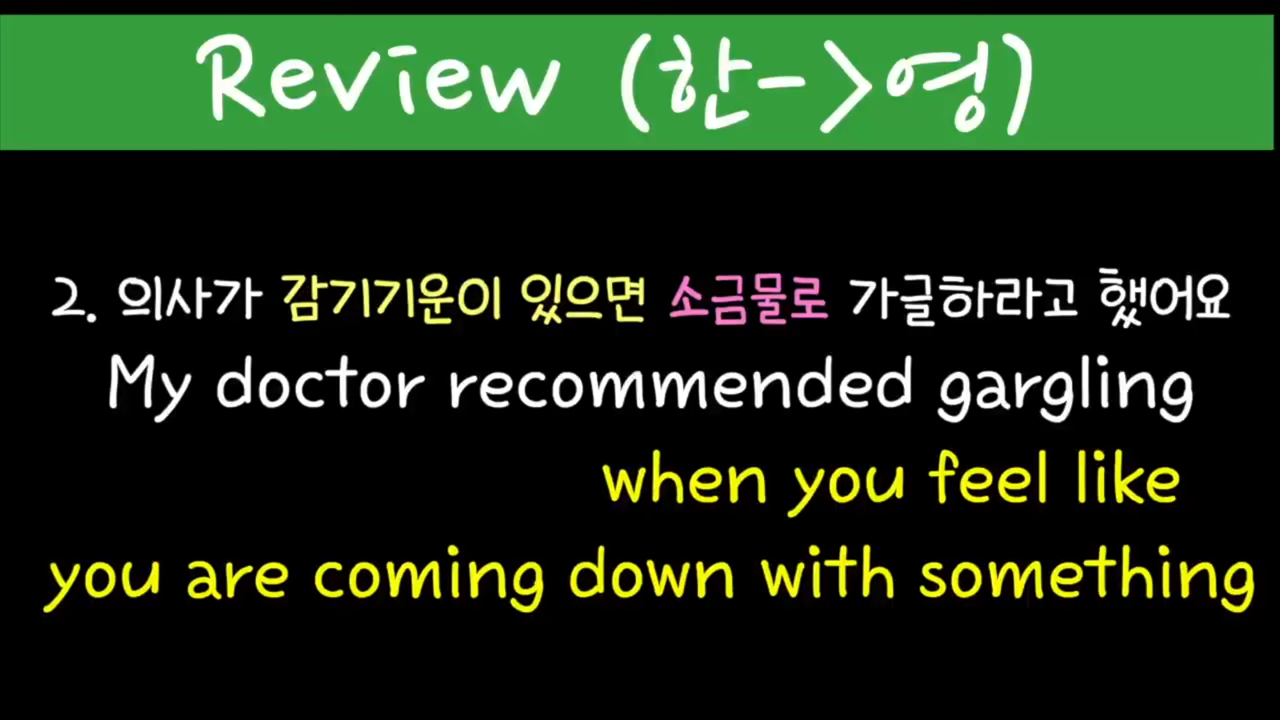 Review (한->영)
2. 의사가 감기기운이 있으면 소금물로 가글하라고 했어요
My doctor recommended gargling
when you feel like
you are coming down with something